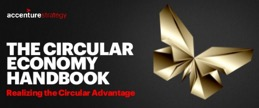 accenturestrategy
THE CIRCULAR
ECONOMY
HANDBOOK
Realizing the Circular Advantage